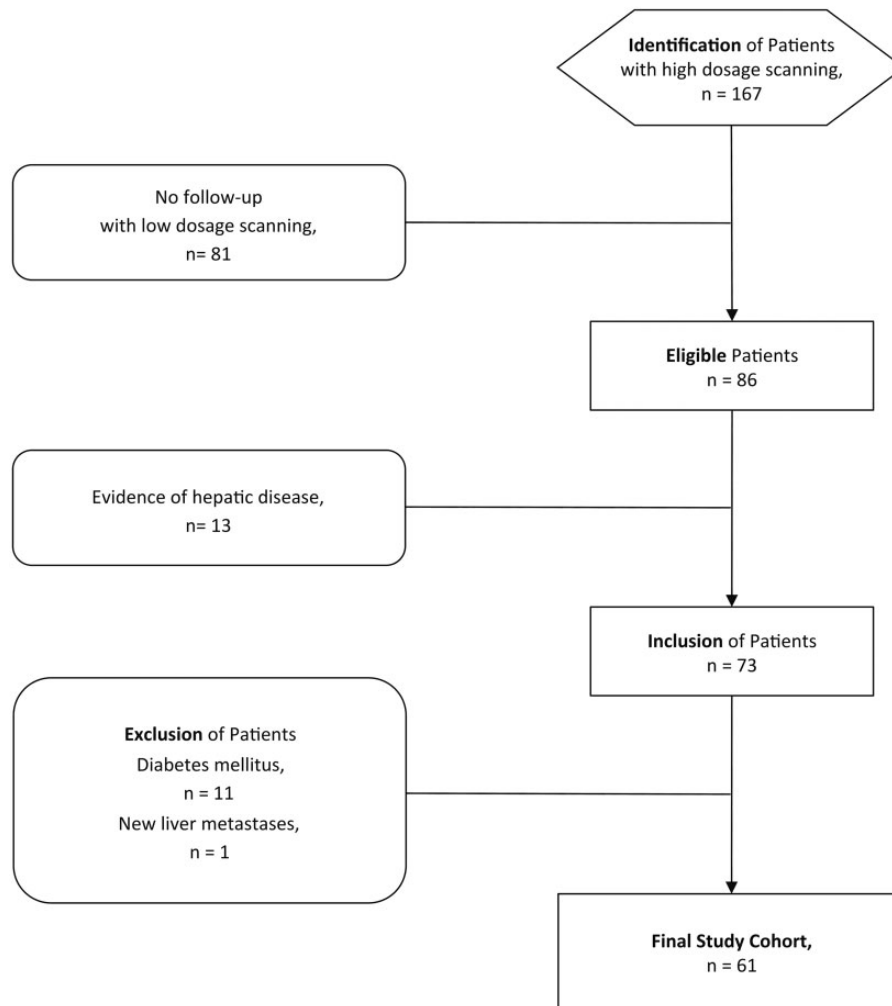 Identification of Patients
with high dosage scanning,
n = 167
No follow-up
with low dosage scanning,
n= 81
Eligible Patients
n = 86
Evidence of hepatic disease,
n= 13
Inclusion of Patients
n = 73
Exclusion of Patients
Diabetes mellitus,
n = 11
New liver metastases,
n = 1
Final Study Cohort,
n = 61